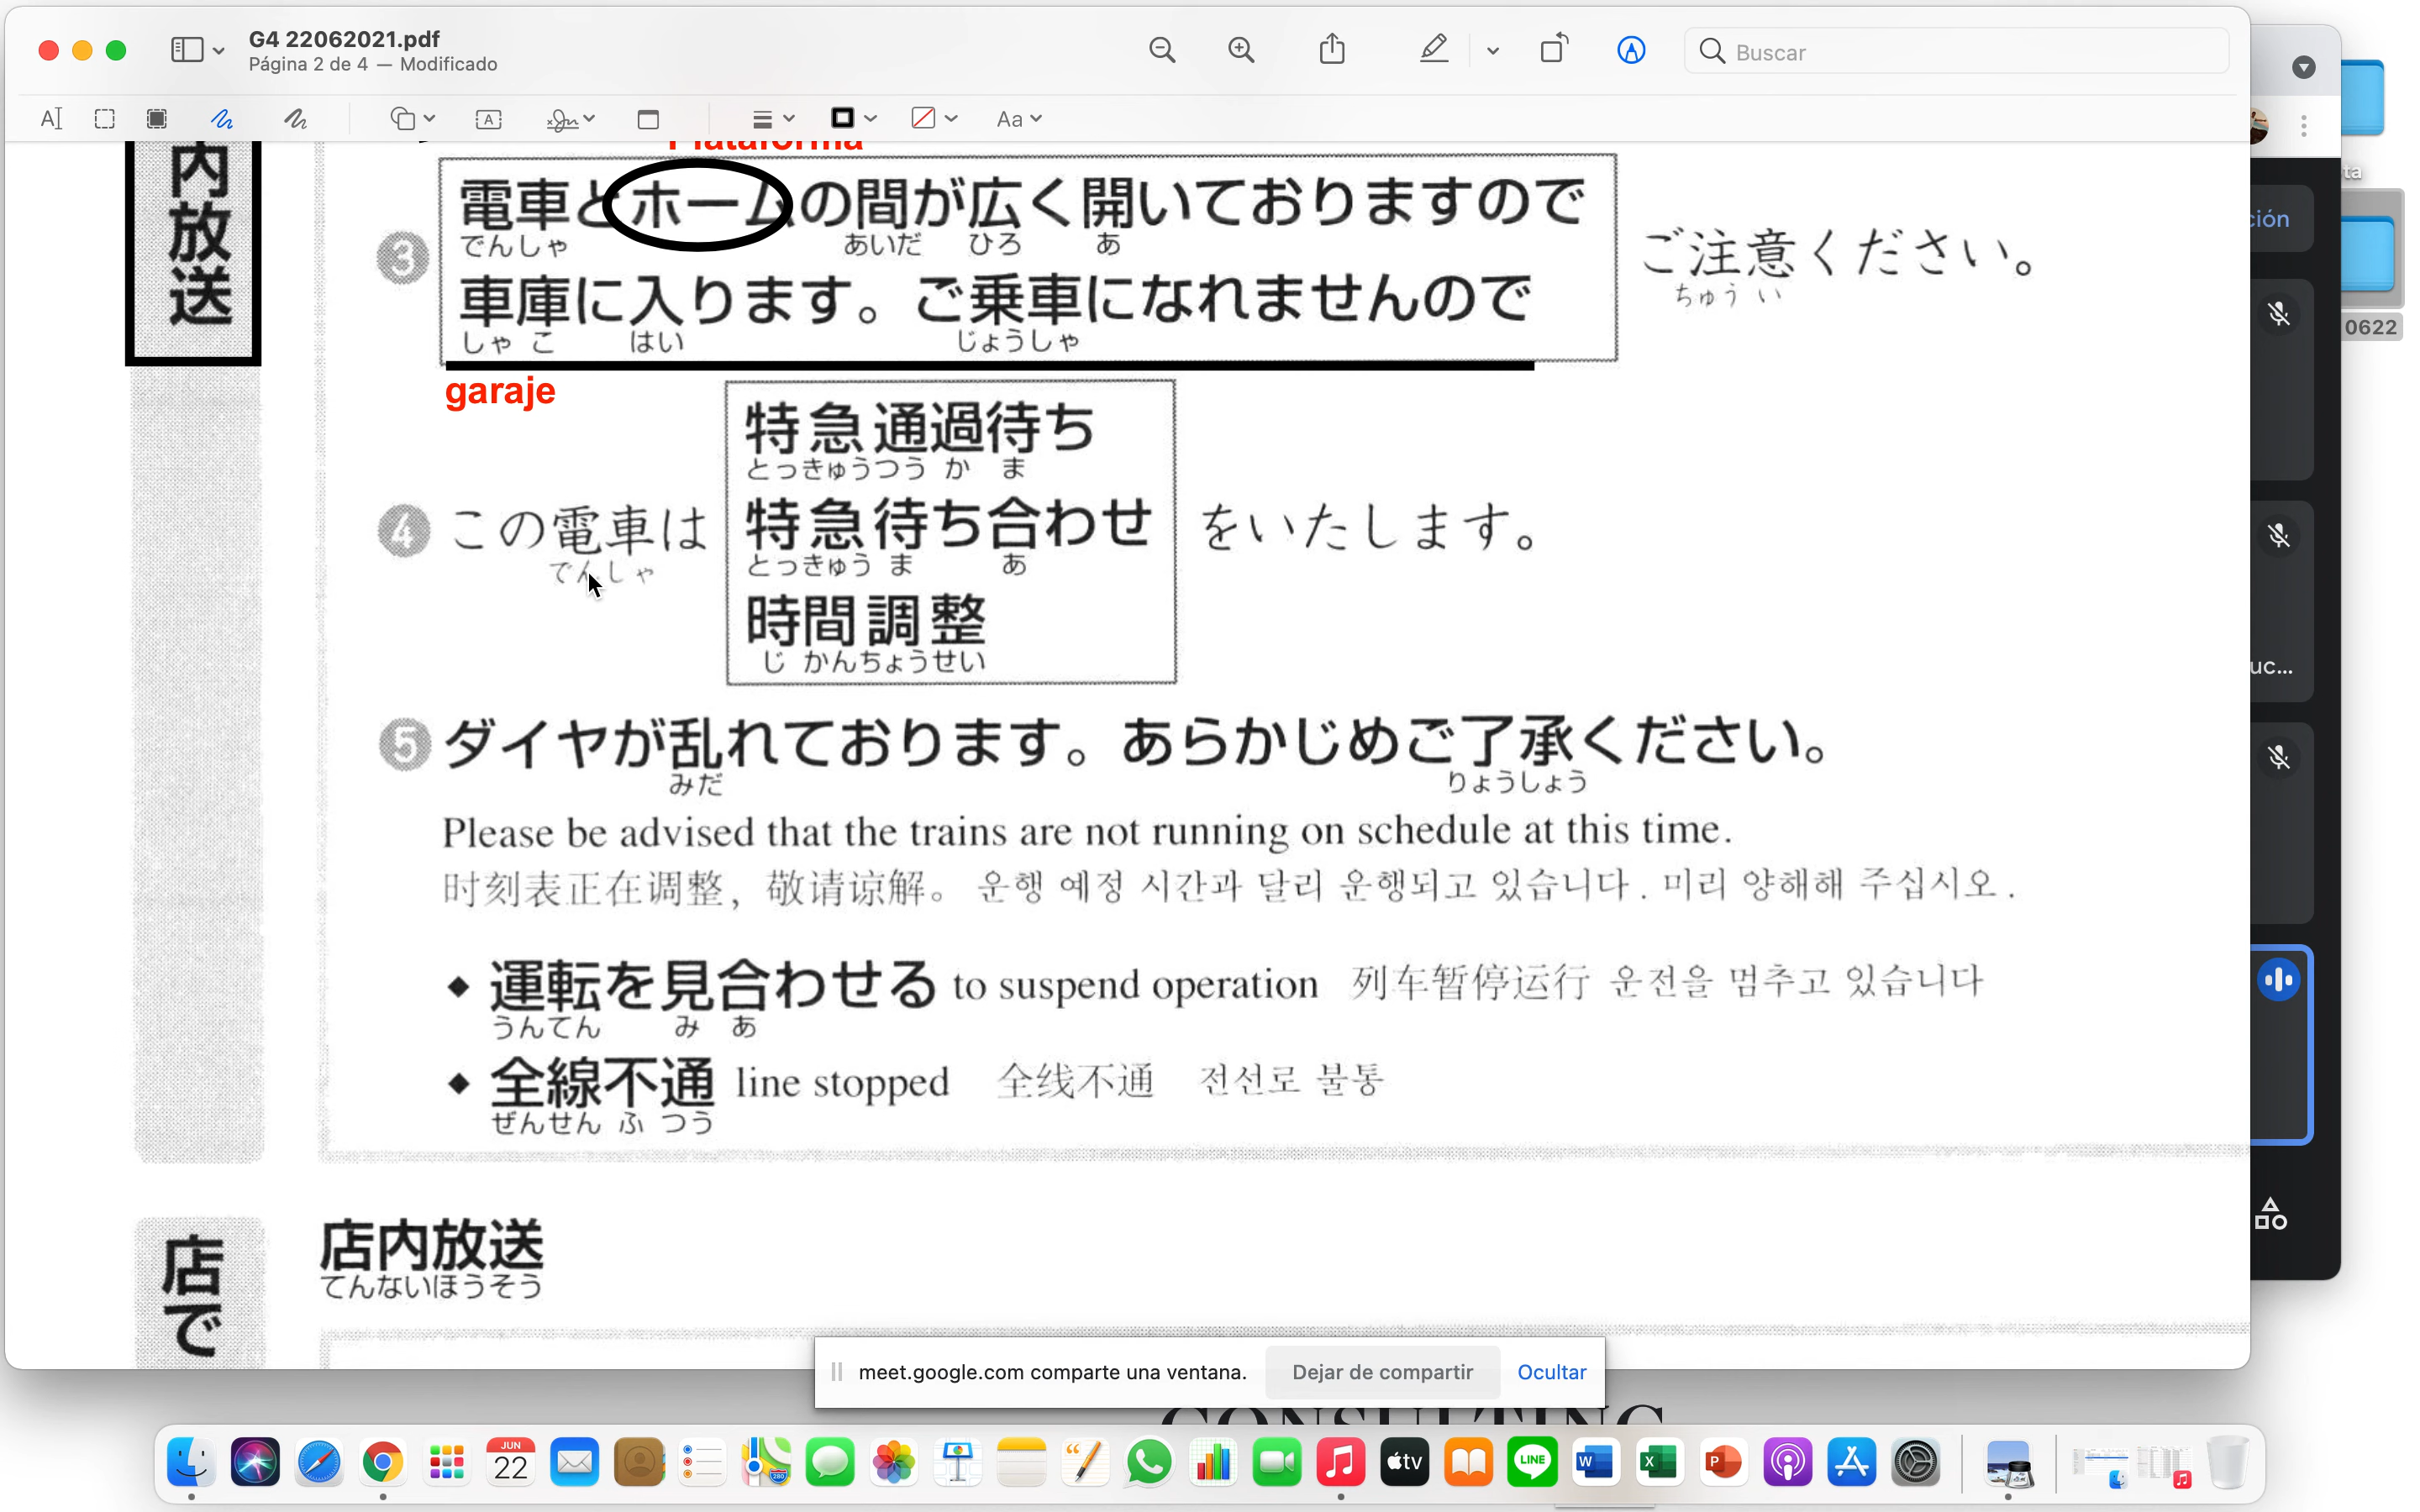 G4 22062021.pdf
Página 2 de 4 — Modificado
Buscar
Aa
Plataforma
内放送
③
電車とホームの間が広く開いておりますので
でんしゃ あいだ ひろ あ
車庫に入ります。ご乗車になれませんので
しゃ こ はい じょうしゃ
ご注意ください。
ちゅう い
garaje
④ この電車は
でんしゃ
特急通過待ち
とっきゅうつう か ま
特急待ち合わせ
とっきゅう ま あ
時間調整
じ かんちょうせい
をいたします。
⑤ ダイヤが乱れております。あらかじめご了承ください。
みだ りょうしょう
Please be advised that the trains are not running on schedule at this time.
时刻表正在调整，敬请谅解。 운행 예정 시간과 달리 운행되고 있습니다. 미리 양해해 주십시오.
◆ 運転を見合わせる to suspend operation 列车暂停运行 운전을 멈추고 있습니다
うんてん み あ
◆ 全線不通 line stopped 全线不通 전선로 불통
ぜんせん ふ つう
店で
店内放送
てんないほうそう
ción
uc...
ta
0622
meet.google.com comparte una ventana.
Dejar de compartir
Ocultar
CONSULTING
JUN
22
280
tv
LINE
W
X
P